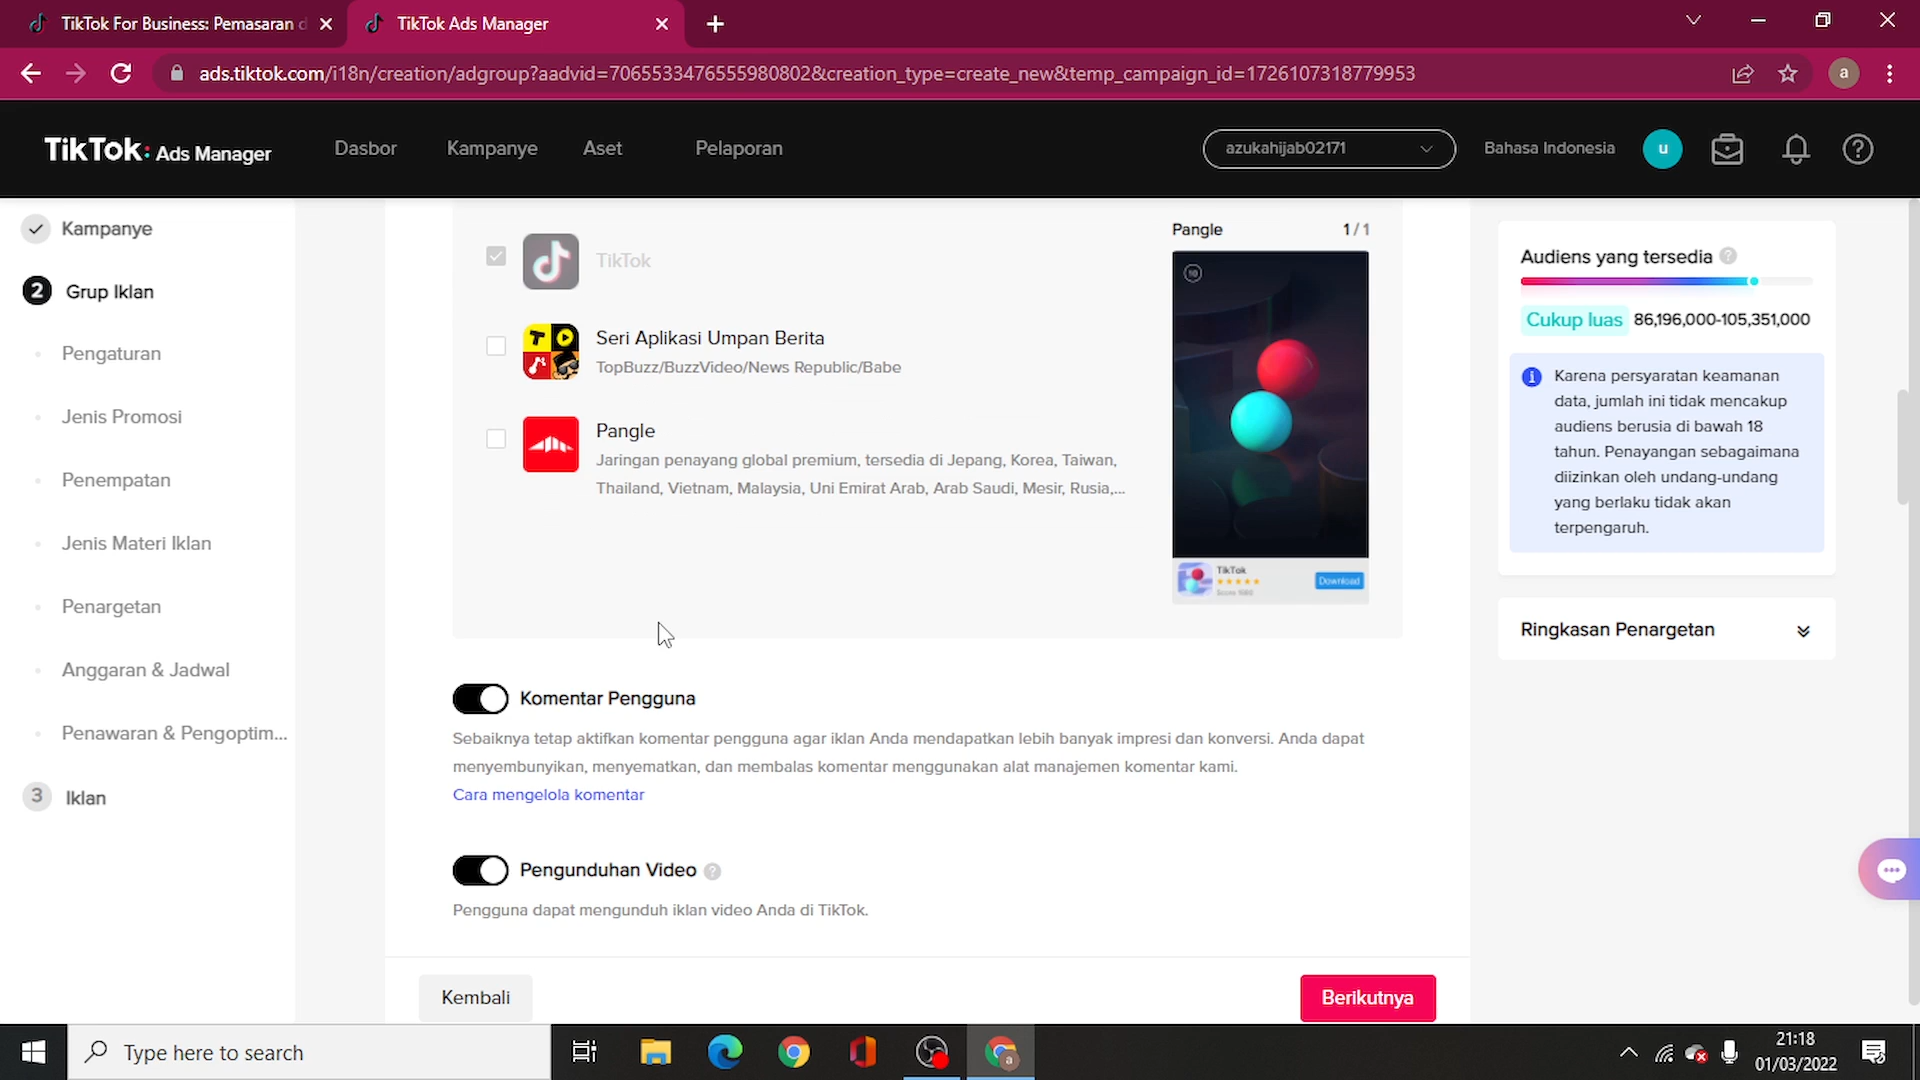 TikTok For Business: Pemasaran d
TikTok Ads Manager
ads.tiktok.com/i18n/creation/adgroup?aadvid=7065533476555980802&creation_type=create_new&temp_campaign_id=1726107318779953
a
TikTok: Ads Manager
Dasbor
Kampanye
Aset
Pelaporan
azukahijab02171
Bahasa Indonesia
u
Kampanye
2 Grup Iklan
Pengaturan
Jenis Promosi
Penempatan
Jenis Materi Iklan
Penargetan
Anggaran & Jadwal
Penawaran & Pengoptim...
3 Iklan
TikTok
Seri Aplikasi Umpan Berita
TopBuzz/BuzzVideo/News Republic/Babe
Pangle
Jaringan penayang global premium, tersedia di Jepang, Korea, Taiwan,
Thailand, Vietnam, Malaysia, Uni Emirat Arab, Arab Saudi, Mesir, Rusia,...
Pangle 1/1
TikTok
Download
Komentar Pengguna
Sebaiknya tetap aktifkan komentar pengguna agar iklan Anda mendapatkan lebih banyak impresi dan konversi. Anda dapat
menyembunyikan, menyematkan, dan membalas komentar menggunakan alat manajemen komentar kami.
Cara mengelola komentar
Pengunduhan Video
Pengguna dapat mengunduh iklan video Anda di TikTok.
Kembali
Berikutnya
Audiens yang tersedia
Cukup luas 86,196,000-105,351,000
Karena persyaratan keamanan
data, jumlah ini tidak mencakup
audiens berusia di bawah 18
tahun. Penayangan sebagaimana
diizinkan oleh undang-undang
yang berlaku tidak akan
terpengaruh.
Ringkasan Penargetan
Type here to search
a
21:18
01/03/2022